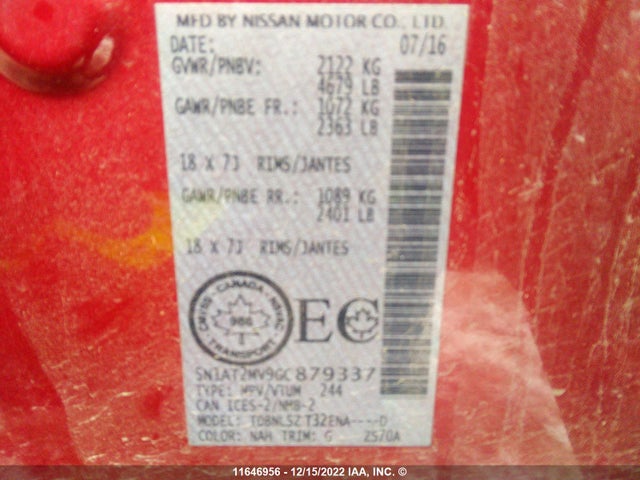 MFD BY NISSAN MOTOR CO., LTD.
DATE: 07/16
GVWR/PNBV: 2122 KG
4679 LB
GAWR/PNBE FR.: 1072 KG
2363 LB
18 X 7J RIMS/JANTES
GAWR/PNBE RR.: 1089 KG
2401 LB
18 X 7J RIMS/JANTES
CANADA
986
EC
5N1AT2MV9GC879337
TYPE: MPV/VTUM 244
CAN ICES-2/NMB-2
MODEL: TDBNLSZ T32ENA----D
COLOR: NAH TRIM: G 2570A
11646956 - 12/15/2022 IAA, INC. ©